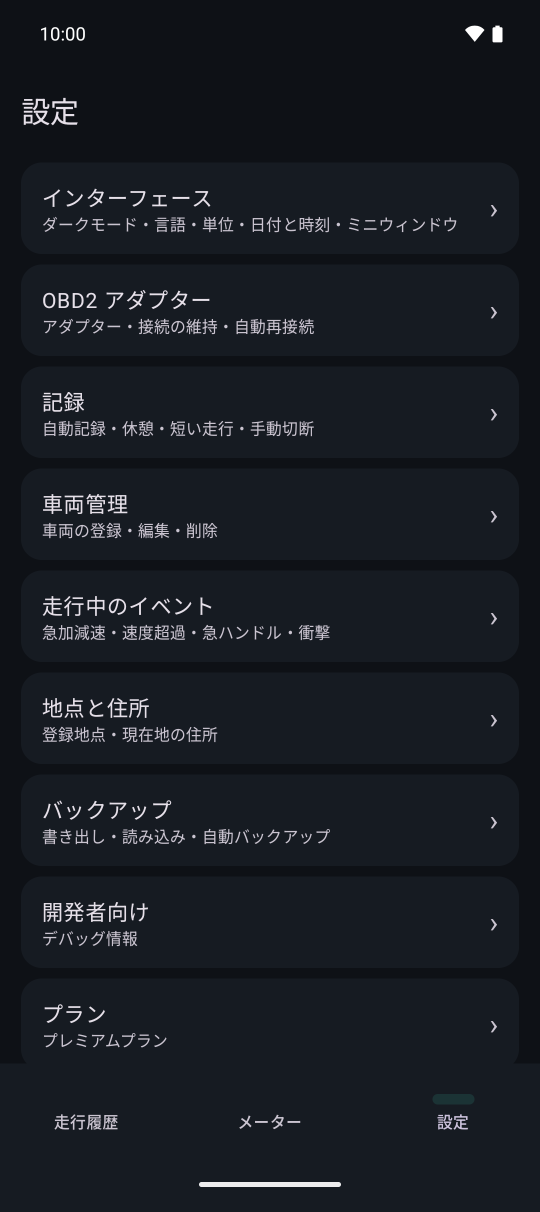 10:00
設定
インターフェース
ダークモード・言語・単位・日付と時刻・ミニウィンドウ
OBD2 アダプター
アダプター・接続の維持・自動再接続
記録
自動記録・休憩・短い走行・手動切断
車両管理
車両の登録・編集・削除
走行中のイベント
急加減速・速度超過・急ハンドル・衝撃
地点と住所
登録地点・現在地の住所
バックアップ
書き出し・読み込み・自動バックアップ
開発者向け
デバッグ情報
プラン
プレミアムプラン
走行履歴
メーター
設定